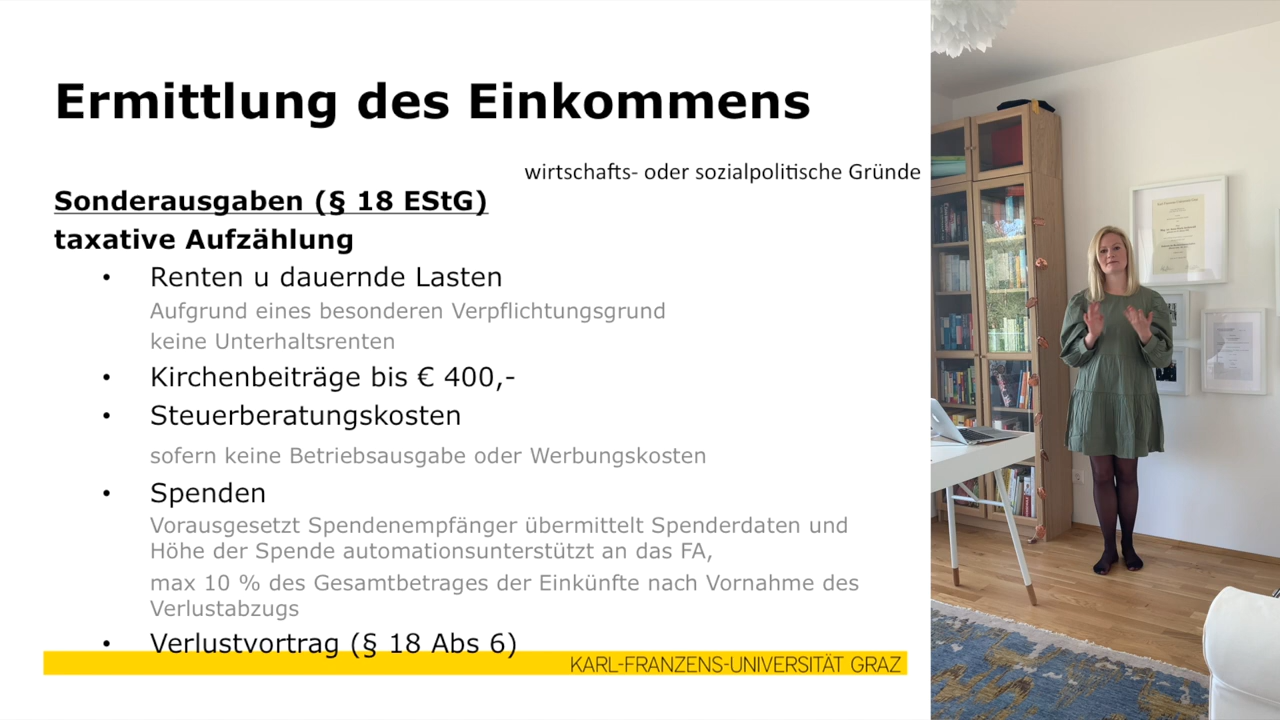 Ermittlung des Einkommens
wirtschafts- oder sozialpolitische Gründe
Sonderausgaben (§ 18 EStG)
taxative Aufzählung
• Renten u dauernde Lasten
Aufgrund eines besonderen Verpflichtungsgrund
keine Unterhaltsrenten
• Kirchenbeiträge bis € 400,-
• Steuerberatungskosten
sofern keine Betriebsausgabe oder Werbungskosten
• Spenden
Vorausgesetzt Spendenempfänger übermittelt Spenderdaten und
Höhe der Spende automationsunterstützt an das FA,
max 10 % des Gesamtbetrages der Einkünfte nach Vornahme des
Verlustabzugs
• Verlustvortrag (§ 18 Abs 6)
KARL-FRANZENS-UNIVERSITÄT GRAZ